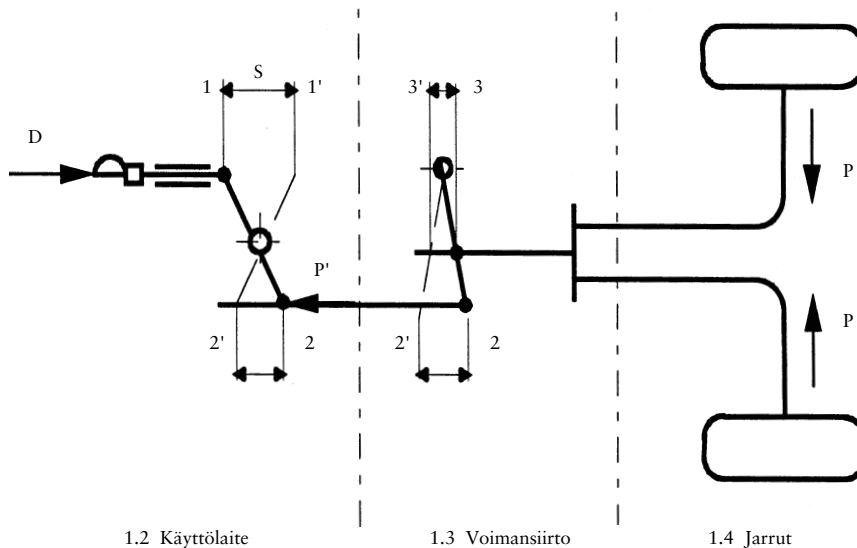 1 S 1' 3' 3
D
P
P'
P
2' 2 2' 2
1.2 Käyttölaite 1.3 Voimansiirto 1.4 Jarrut